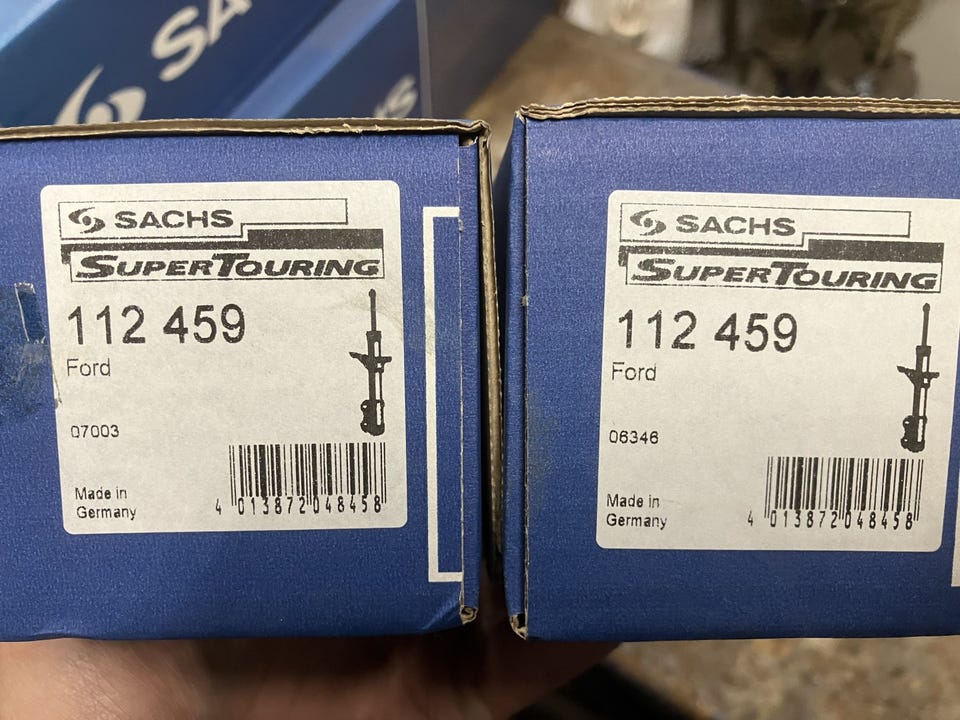 SACHS
SUPERTOURING
112 459
Ford
07003
Made in
Germany
4 013872 048458
SACHS
SUPERTOURING
112 459
Ford
06346
Made in
Germany
4 013872 048458
SACHS